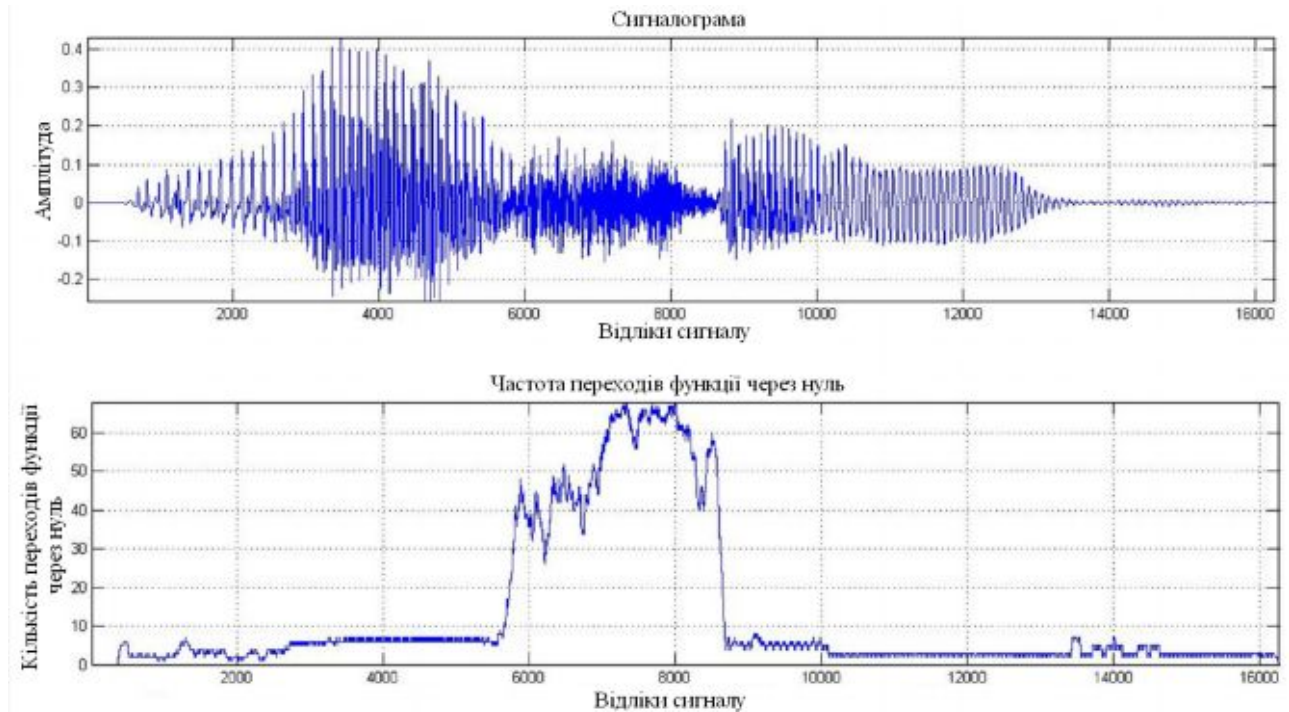 Сигналограма
0.4
0.3
0.2
0.1
0
-0.1
-0.2
Амплітуда
2000 4000 6000 8000 10000 12000 14000 16000
Відліки сигналу
Частота переходів функції через нуль
60
50
40
30
20
10
0
Кількість переходів функції
через нуль
2000 4000 6000 8000 10000 12000 14000 16000
Відліки сигналу